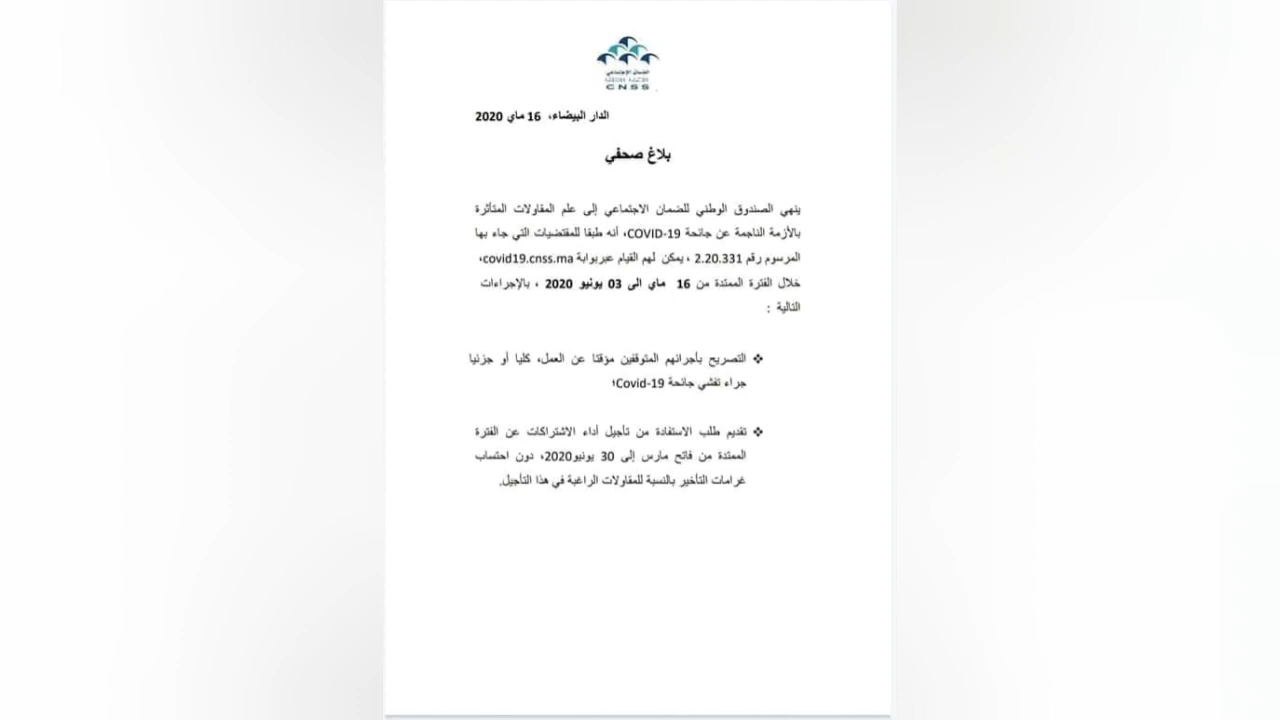 الضمان الإجتماعي
CNSS
الدار البيضاء، 16 ماي 2020
بلاغ صحفي
ينهي الصندوق الوطني للضمان الاجتماعي إلى علم المقاولات المتأثرة
بالأزمة الناجمة عن جائحة COVID-19، أنه طبقا للمقتضيات التي جاء بها
المرسوم رقم 2.20.331 ، يمكن لهم القيام عبربوابة covid19.cnss.ma،
خلال الفترة الممتدة من 16 ماي الى 03 يونيو 2020 ، بالإجراءات
التالية :
❖ التصريح بأجرائهم المتوقفين مؤقتا عن العمل، كليا أو جزئيا
جراء تفشي جائحة Covid-19؛
❖ تقديم طلب الاستفادة من تأجيل أداء الاشتراكات عن الفترة
الممتدة من فاتح مارس إلى 30 يونيو2020، دون احتساب
غرامات التأخير بالنسبة للمقاولات الراغبة في هذا التأجيل.